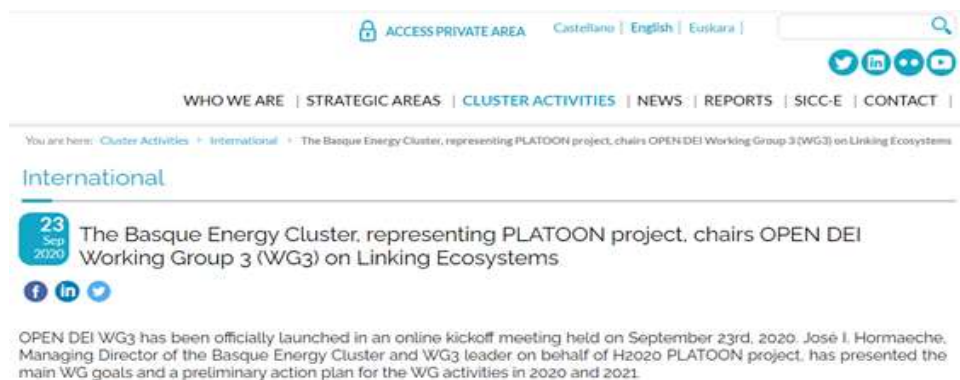 ACCESS PRIVATE AREA Castellano | English | Euskara |
WHO WE ARE | STRATEGIC AREAS | CLUSTER ACTIVITIES | NEWS | REPORTS | SICC-E | CONTACT |
You are here: Cluster Activities International The Basque Energy Cluster, representing PLATOON project, chairs OPEN DEI Working Group 3 (WG3) on Linking Ecosystems
International
23
Sep
2020
The Basque Energy Cluster, representing PLATOON project, chairs OPEN DEI
Working Group 3 (WG3) on Linking Ecosystems
OPEN DEI WG3 has been officially launched in an online kickoff meeting held on September 23rd, 2020. José I. Hormaeche,
Managing Director of the Basque Energy Cluster and WG3 leader on behalf of H2020 PLATOON project, has presented the
main WG goals and a preliminary action plan for the WG activities in 2020 and 2021.